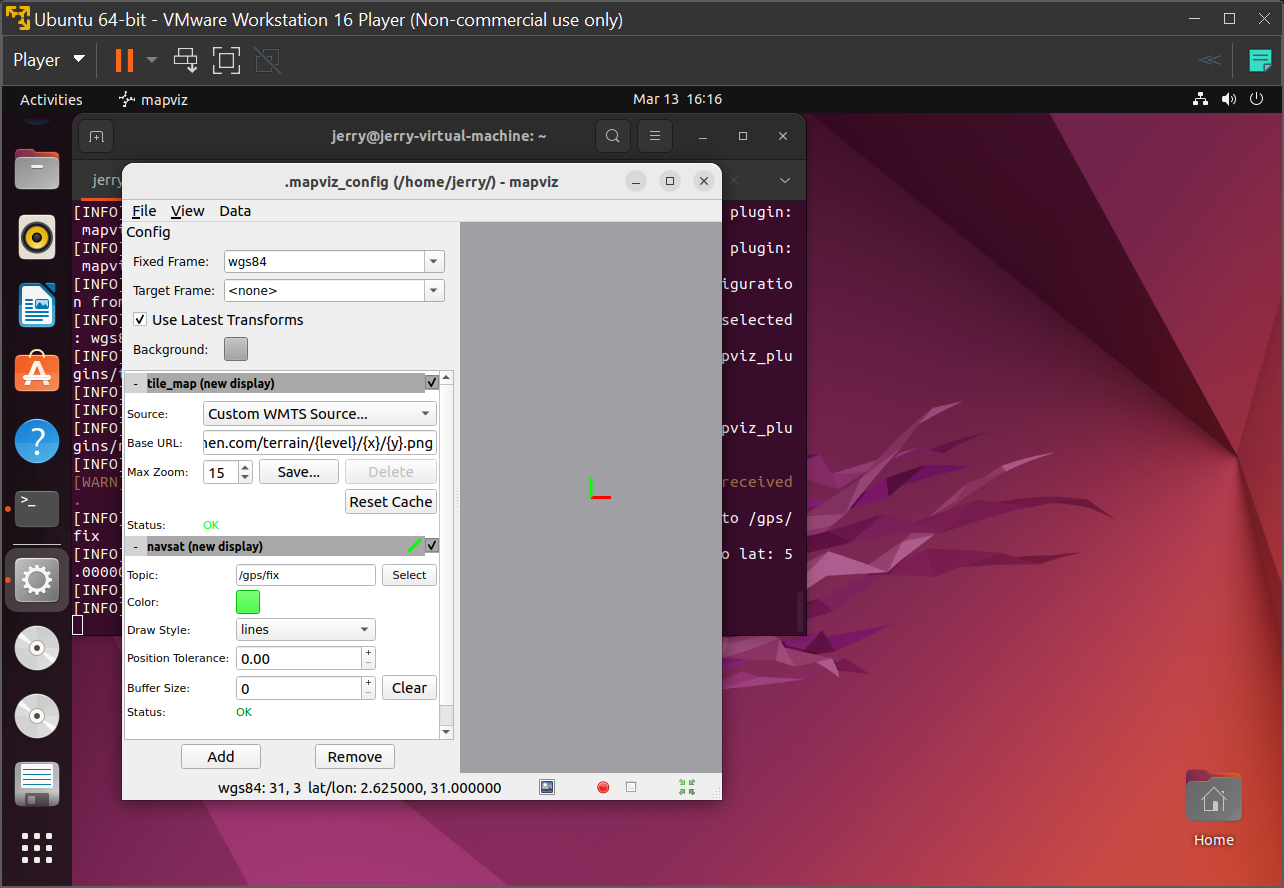 Ubuntu 64-bit - VMware Workstation 16 Player (Non-commercial use only)
Player
Activities
mapviz
Mar 13 16:16
jerry@jerry-virtual-machine: ~
jerry
.mapviz_config (/home/jerry/) - mapviz
File View Data
Config
Fixed Frame: wgs84
Target Frame: <none>
Use Latest Transforms
Background:
- tile_map (new display)
Source: Custom WMTS Source...
Base URL: nen.com/terrain/{level}/{x}/{y}.png
Max Zoom: 15 Save... Delete
Reset Cache
Status: OK
- navsat (new display)
Topic: /gps/fix Select
Color:
Draw Style: lines
Position Tolerance: 0.00
Buffer Size: 0 Clear
Status: OK
Add Remove
wgs84: 31, 3 lat/lon: 2.625000, 31.000000
[INFO] plugin:
mapvi
[INFO] plugin:
mapvi
[INFO] iguratio
n from
[INFO] selected
: wgs8
[INFO] pviz_plu
gins/t
[INFO]
[INFO]
[INFO] pviz_plu
gins/n
[INFO]
[WARN] received
.
[INFO] to /gps/
fix
[INFO] o lat: 5
.00000
[INFO]
[INFO]
Home